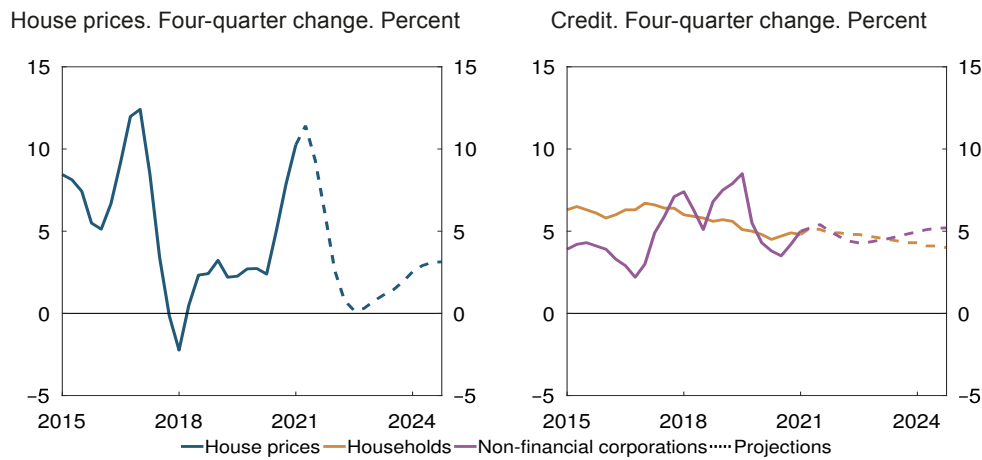 House prices. Four-quarter change. Percent
Credit. Four-quarter change. Percent
15 15
10 10
5 5
0 0
−5 −5
2015 2018 2021 2024
15 15
10 10
5 5
0 0
−5 −5
2015 2018 2021 2024
House prices Households Non-financial corporations Projections